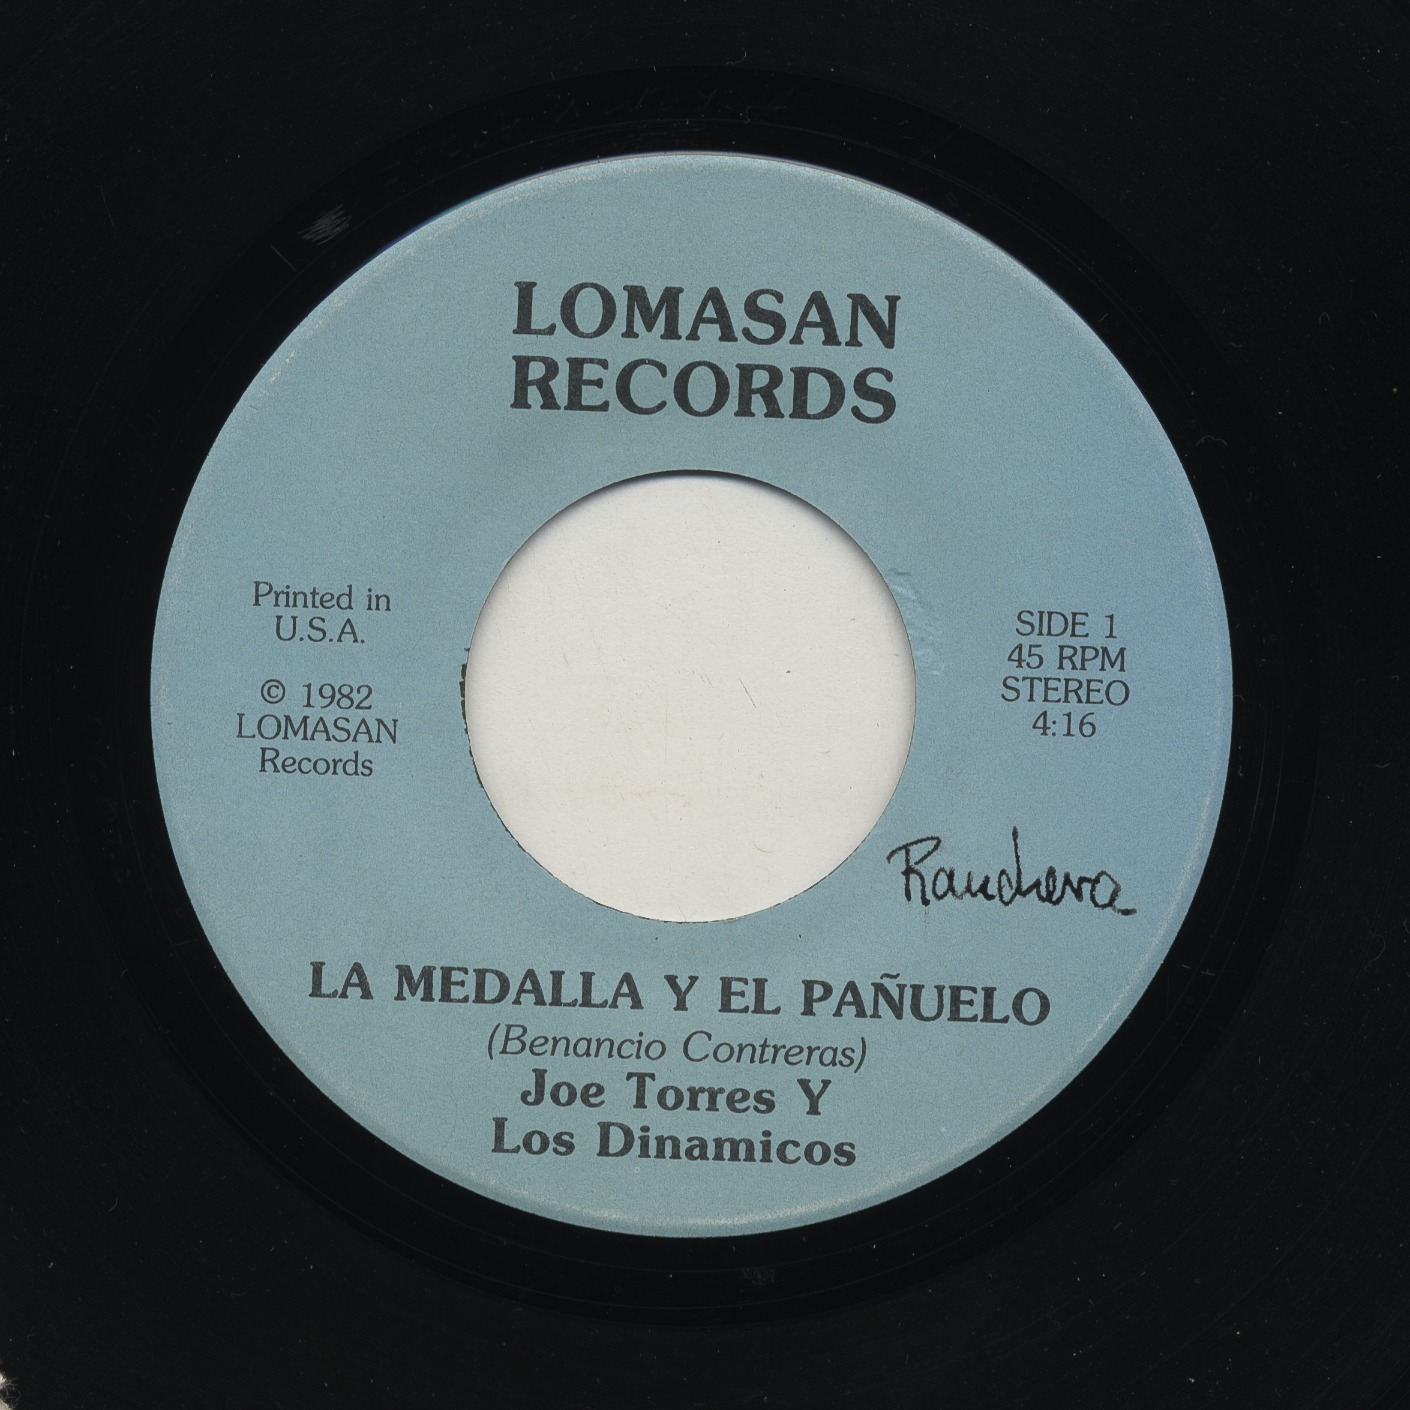 LOMASAN
RECORDS
Printed in
U.S.A.
© 1982
LOMASAN
Records
SIDE 1
45 RPM
STEREO
4:16
Ranchera
LA MEDALLA Y EL PAÑUELO
(Benancio Contreras)
Joe Torres Y
Los Dinamicos